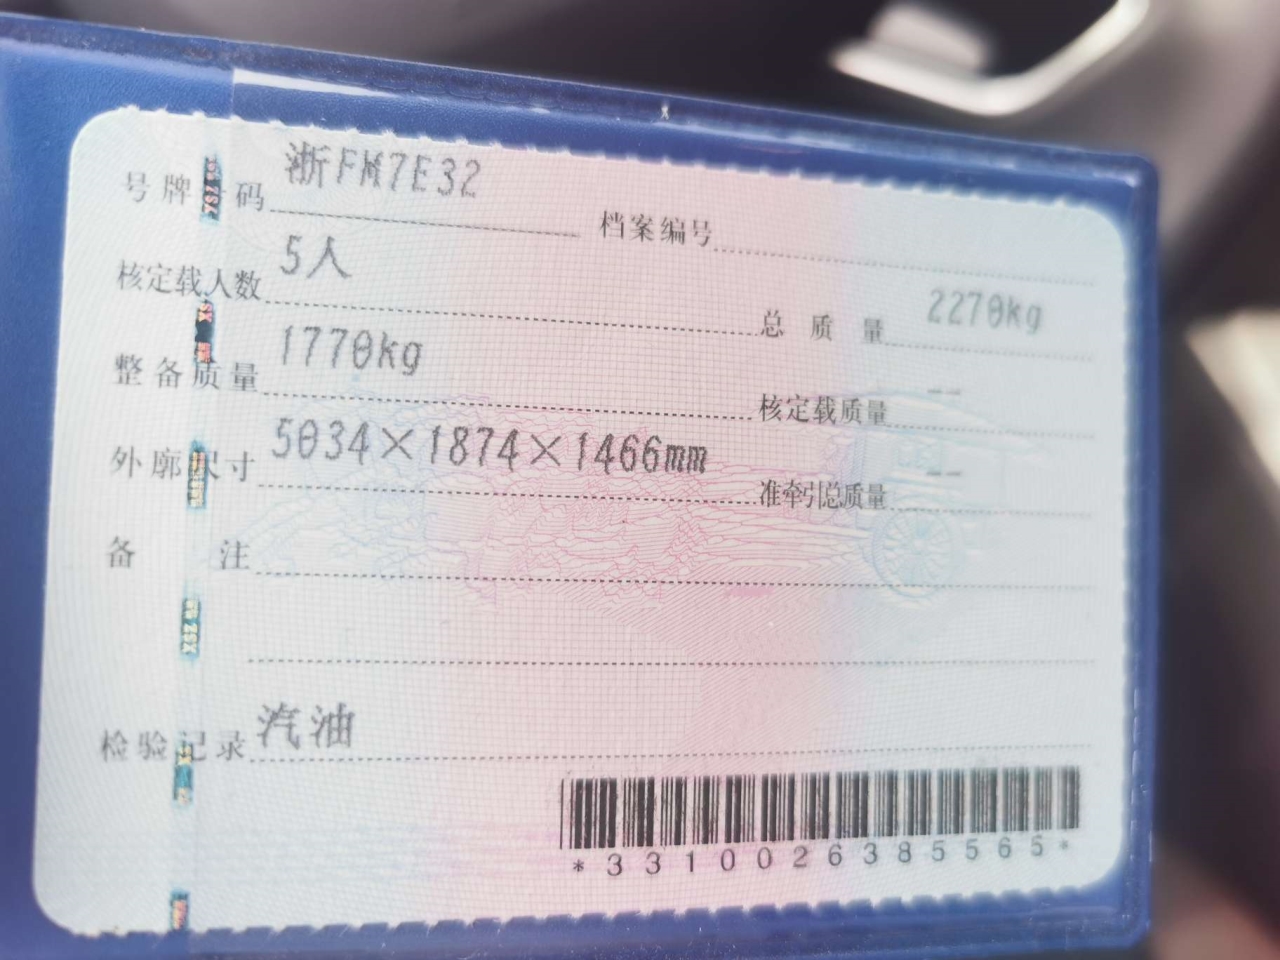 号牌号码 浙FM7E32 档案编号
核定载人数 5人 总质量 2270kg
整备质量 1770kg 核定载质量 --
外廓尺寸 5034×1874×1466mm 准牵引总质量 --
备注
检验记录 汽油
*3310026385565*